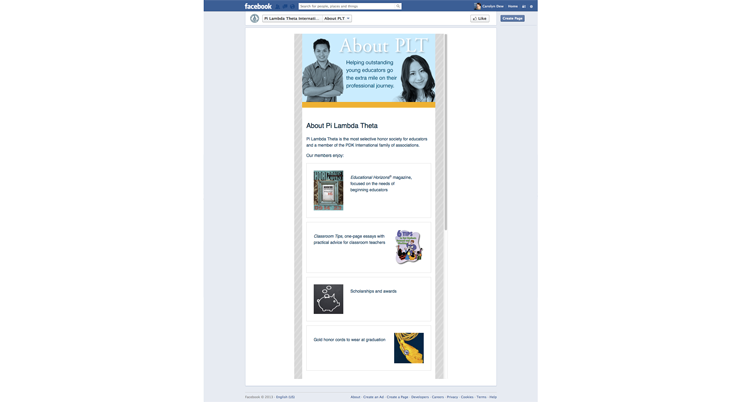 facebook
Search for people, places and things
Carolyn Dew Home
Pi Lambda Theta Internati... About PLT
Like
Create Page
About PLT
Helping outstanding
young educators go
the extra mile on their
professional journey.
About Pi Lambda Theta
Pi Lambda Theta is the most selective honor society for educators
and a member of the PDK International family of associations.
Our members enjoy:
Educational Horizons® magazine,
focused on the needs of
beginning educators
Classroom Tips, one-page essays with
practical advice for classroom teachers
6 TIPS
Scholarships and awards
Gold honor cords to wear at graduation
Facebook © 2013 · English (US)
About · Create an Ad · Create a Page · Developers · Careers · Privacy · Cookies · Terms · Help